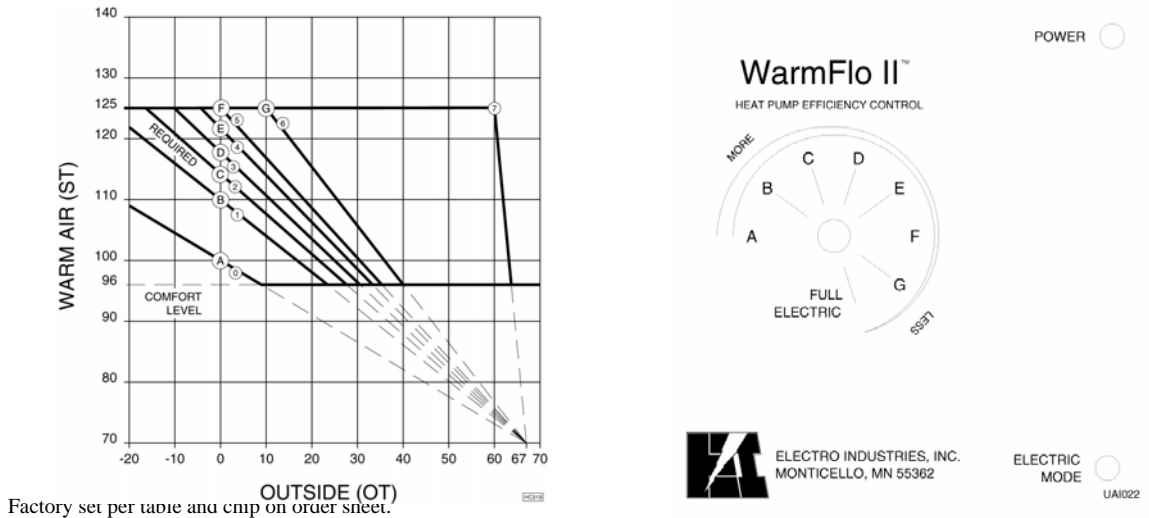 140
130
125
120
110
100
96
90
80
70
WARM AIR (ST)
REQUIRED
COMFORT
LEVEL
F
G
7
5
6
E
4
D
3
C
2
B
1
A
0
-20 -10 0 10 20 30 40 50 60 67 70
OUTSIDE (OT)
Factory set per table and chip on order sheet.
POWER
WarmFlo II™
HEAT PUMP EFFICIENCY CONTROL
MORE
C D
B E
A F
G
FULL
ELECTRIC
LESS
ELECTRO INDUSTRIES, INC.
MONTICELLO, MN 55362
ELECTRIC
MODE
UAI022